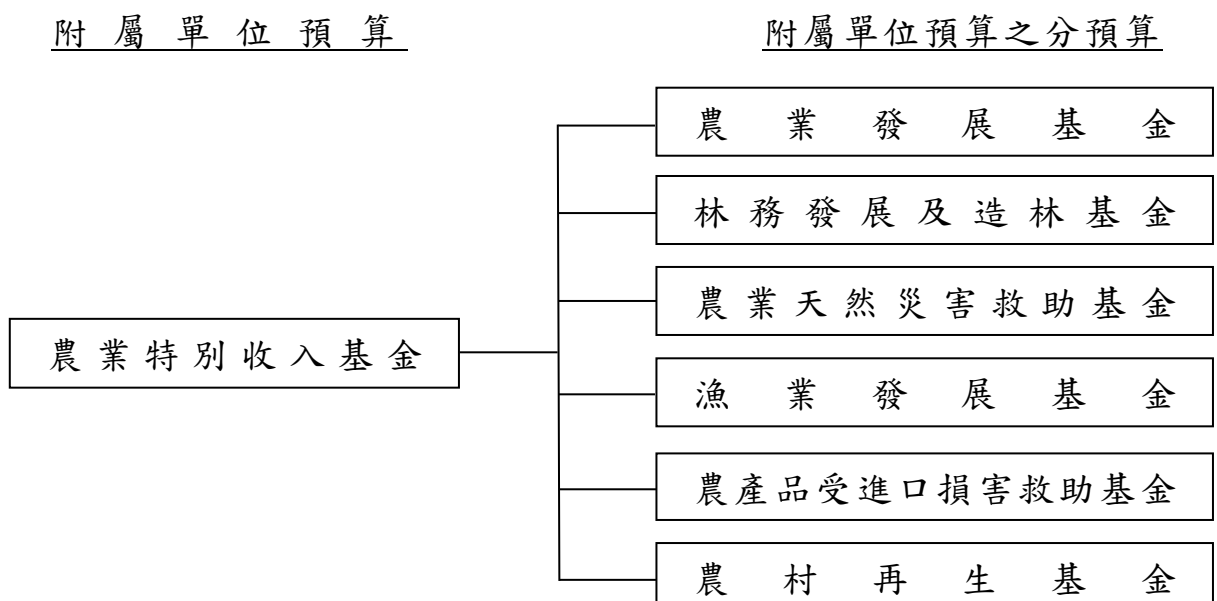 附屬單位預算
附屬單位預算之分預算
農業特別收入基金
農業發展基金
林務發展及造林基金
農業天然災害救助基金
漁業發展基金
農產品受進口損害救助基金
農村再生基金